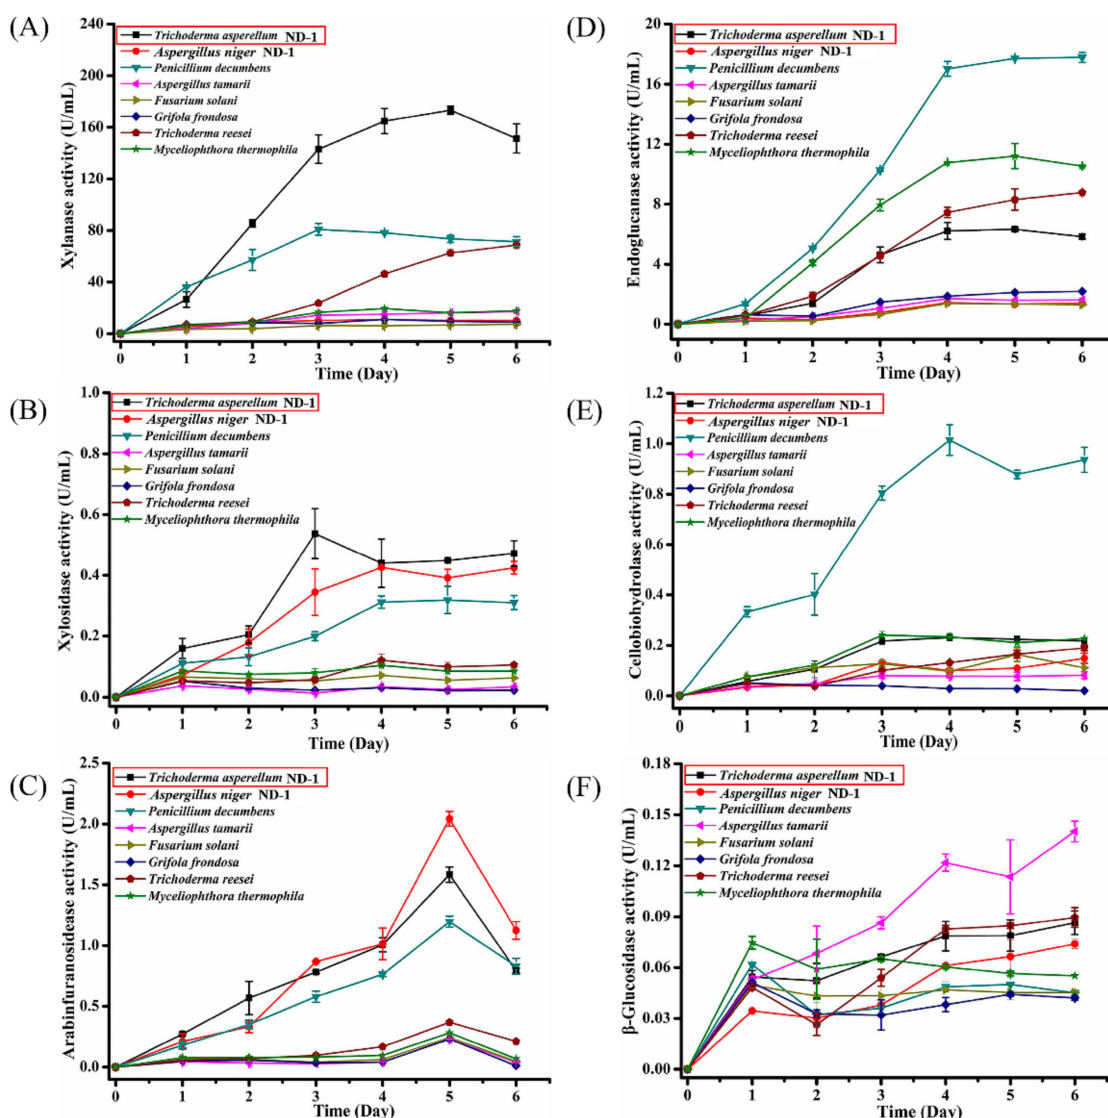 (A)
Xylanase activity (U/mL)
240
200
160
120
80
40
0
Trichoderma asperellum ND-1
Aspergillus niger ND-1
Penicillium decumbens
Aspergillus tamarii
Fusarium solani
Grifola frondosa
Trichoderma reesei
Myceliophthora thermophila
0 1 2 3 4 5 6
Time (Day)
(B)
Xylosidase activity (U/mL)
1.0
0.8
0.6
0.4
0.2
0.0
Trichoderma asperellum ND-1
Aspergillus niger ND-1
Penicillium decumbens
Aspergillus tamarii
Fusarium solani
Grifola frondosa
Trichoderma reesei
Myceliophthora thermophila
0 1 2 3 4 5 6
Time (Day)
(C)
Arabinfuranosidease activity (U/mL)
2.5
2.0
1.5
1.0
0.5
0.0
Trichoderma asperellum ND-1
Aspergillus niger ND-1
Penicillium decumbens
Aspergillus tamarii
Fusarium solani
Grifola frondosa
Trichoderma reesei
Myceliophthora thermophila
0 1 2 3 4 5 6
Time (Day)
(D)
Endoglucanase activity (U/mL)
20
16
12
8
4
0
Trichoderma asperellum ND-1
Aspergillus niger ND-1
Penicillium decumbens
Aspergillus tamarii
Fusarium solani
Grifola frondosa
Trichoderma reesei
Myceliophthora thermophila
0 1 2 3 4 5 6
Time (Day)
(E)
Cellobiohydrolase activity (U/mL)
1.2
1.0
0.8
0.6
0.4
0.2
0.0
Trichoderma asperellum ND-1
Aspergillus niger ND-1
Penicillium decumbens
Aspergillus tamarii
Fusarium solani
Grifola frondosa
Trichoderma reesei
Myceliophthora thermophila
0 1 2 3 4 5 6
Time (Day)
(F)
β-Glucosidase activity (U/mL)
0.18
0.15
0.12
0.09
0.06
0.03
0.00
Trichoderma asperellum ND-1
Aspergillus niger ND-1
Penicillium decumbens
Aspergillus tamarii
Fusarium solani
Grifola frondosa
Trichoderma reesei
Myceliophthora thermophila
0 1 2 3 4 5 6
Time (Day)